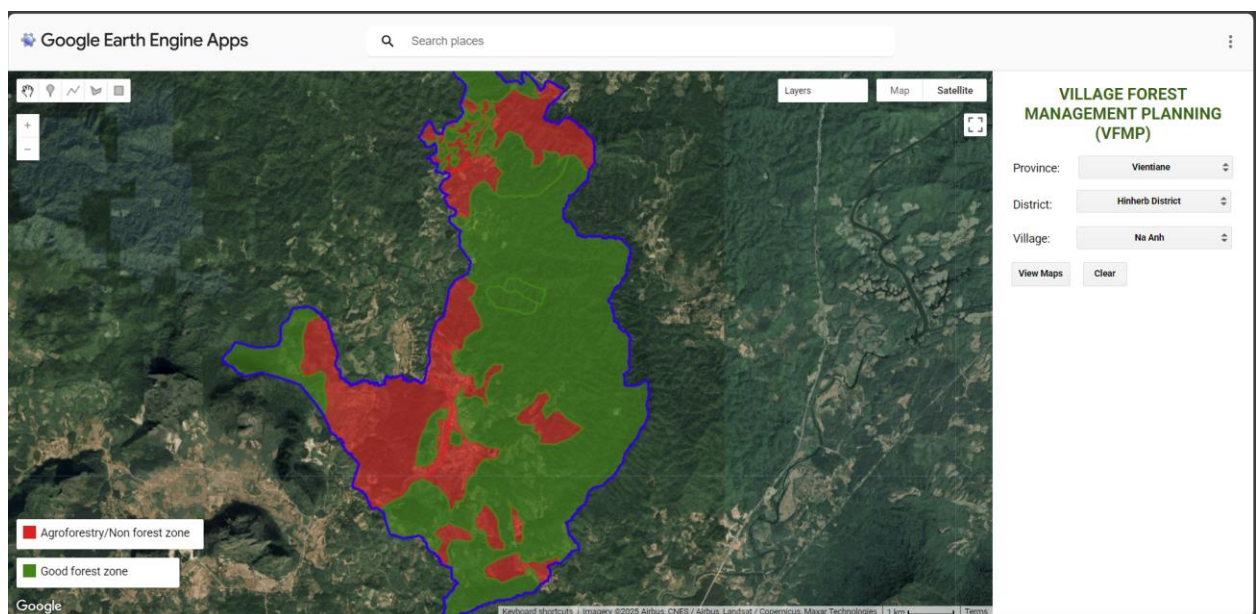 Google Earth Engine Apps
Search places
Layers
Map
Satellite
+
−
VILLAGE FOREST
MANAGEMENT PLANNING
(VFMP)
Province:
Vientiane
District:
Hinherb District
Village:
Na Anh
View Maps
Clear
Agroforestry/Non forest zone
Good forest zone
Google
Keyboard shortcuts
Imagery ©2025 Airbus, CNES / Airbus, Landsat / Copernicus, Maxar Technologies
1 km
Terms